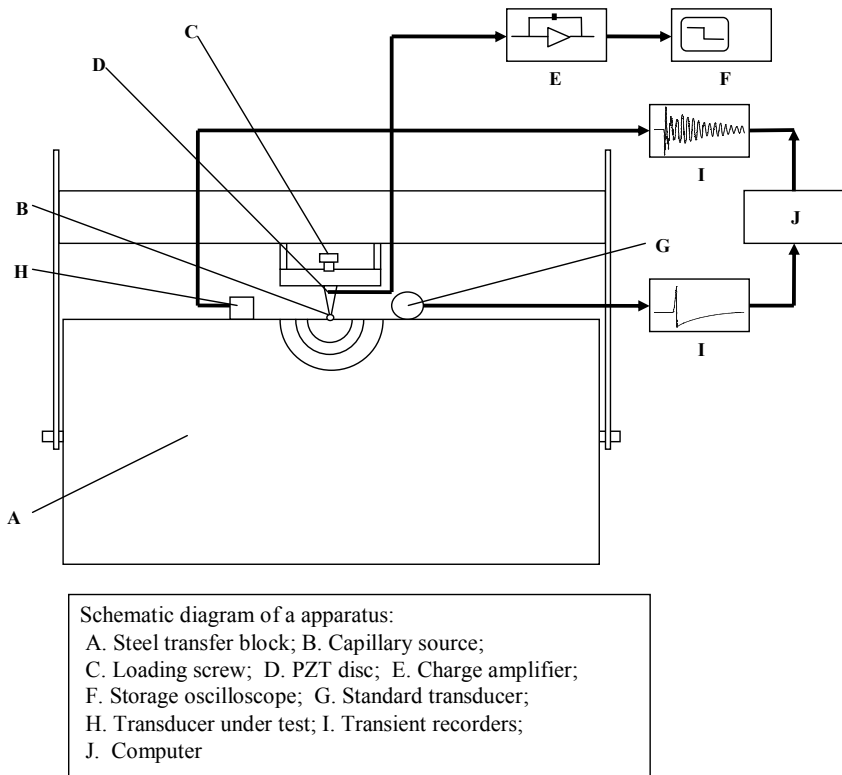 C
D
E
F
I
B
J
G
H
I
A
Schematic diagram of a apparatus:
A. Steel transfer block; B. Capillary source;
C. Loading screw; D. PZT disc; E. Charge amplifier;
F. Storage oscilloscope; G. Standard transducer;
H. Transducer under test; I. Transient recorders;
J. Computer